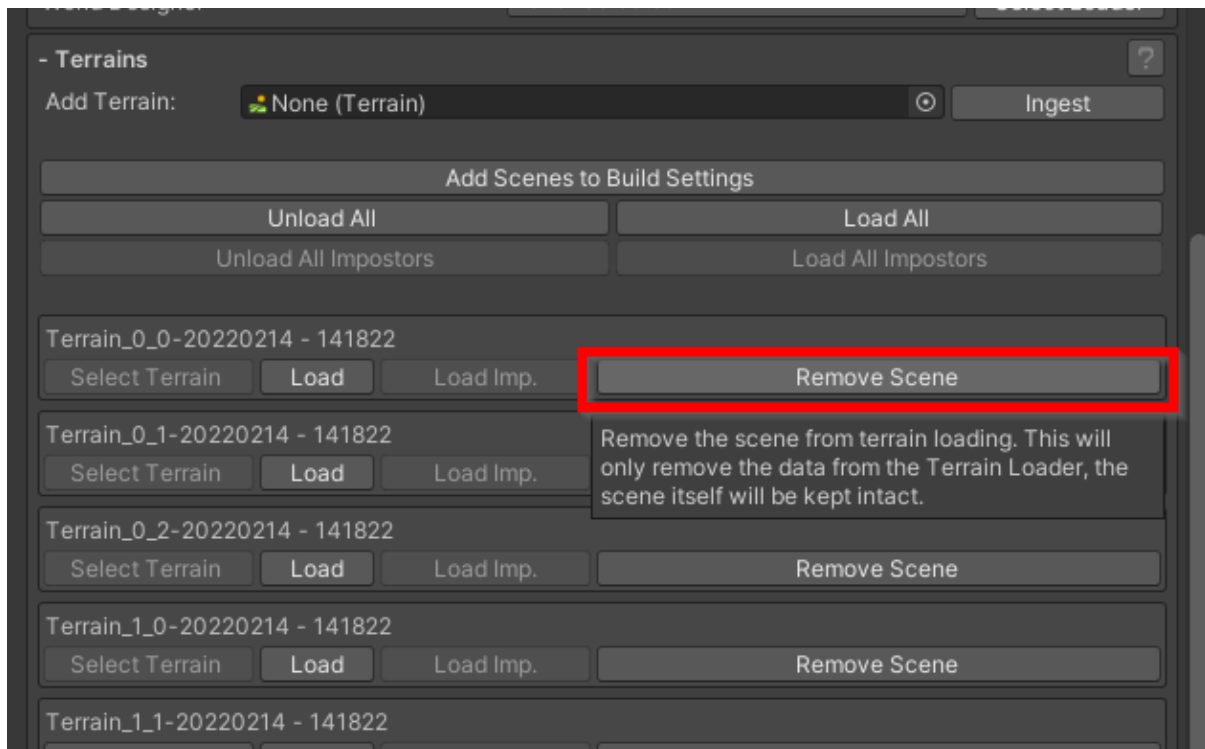 - Terrains
?
Add Terrain: None (Terrain) Ingest
Add Scenes to Build Settings
Unload All Load All
Unload All Impostors Load All Impostors
Terrain_0_0-20220214 - 141822
Select Terrain Load Load Imp. Remove Scene
Terrain_0_1-20220214 - 141822
Select Terrain Load Load Imp.
Remove the scene from terrain loading. This will
only remove the data from the Terrain Loader, the
scene itself will be kept intact.
Terrain_0_2-20220214 - 141822
Select Terrain Load Load Imp. Remove Scene
Terrain_1_0-20220214 - 141822
Select Terrain Load Load Imp. Remove Scene
Terrain_1_1-20220214 - 141822